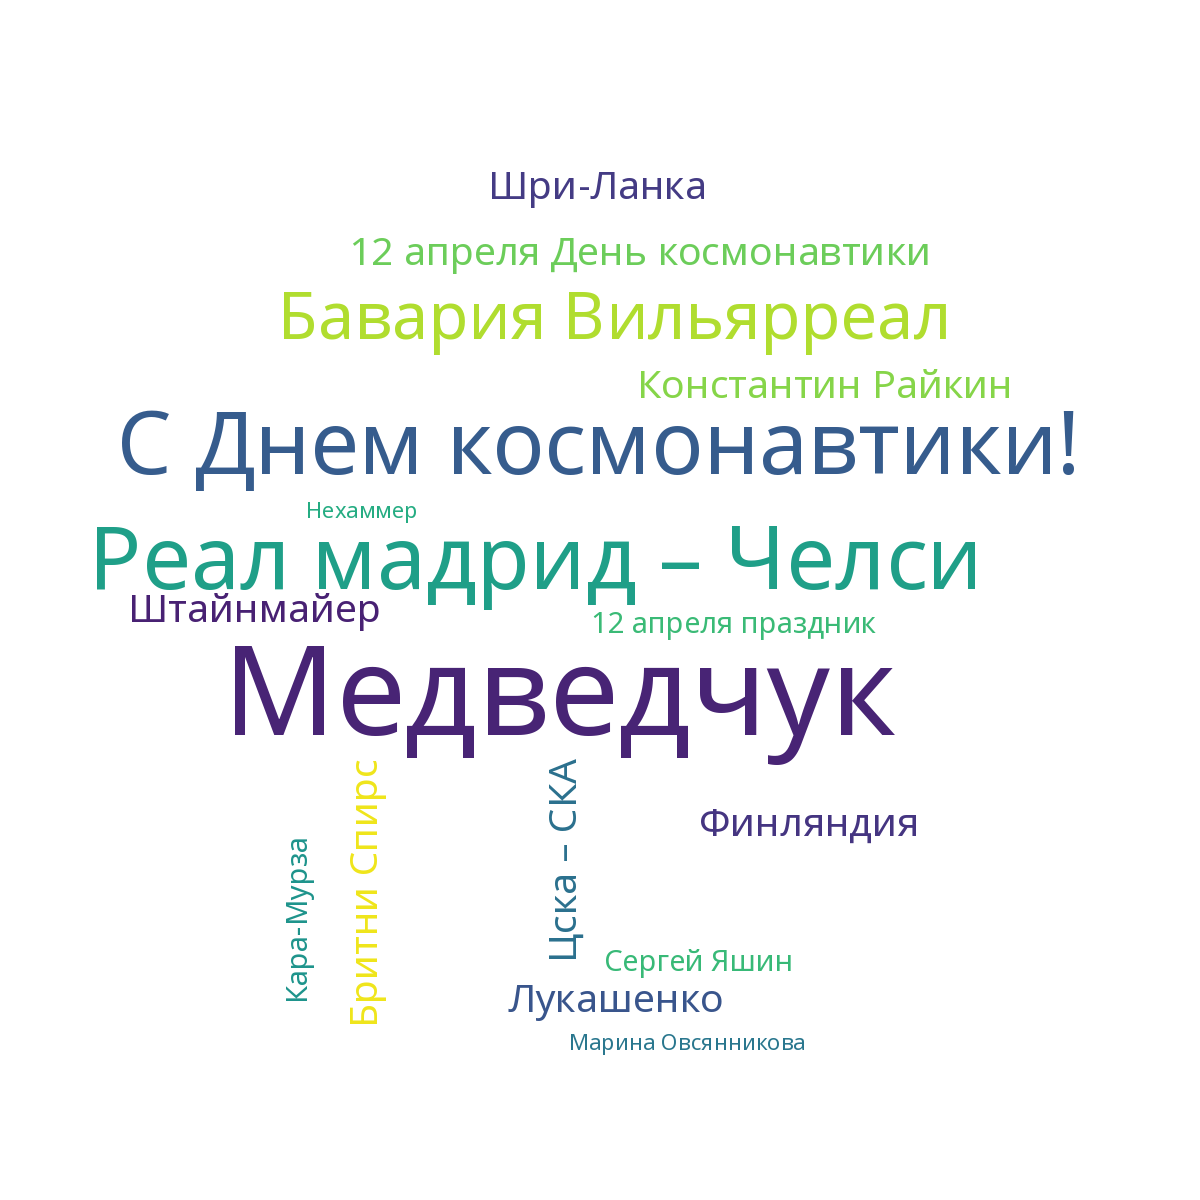 Шри-Ланка
12 апреля День космонавтики
Бавария Вильярреал
Константин Райкин
С Днем космонавтики!
Нехаммер
Реал мадрид – Челси
Штайнмайер
12 апреля праздник
Медведчук
Кара-Мурза
Бритни Спирс
Цска – СКА
Финляндия
Сергей Яшин
Лукашенко
Марина Овсянникова